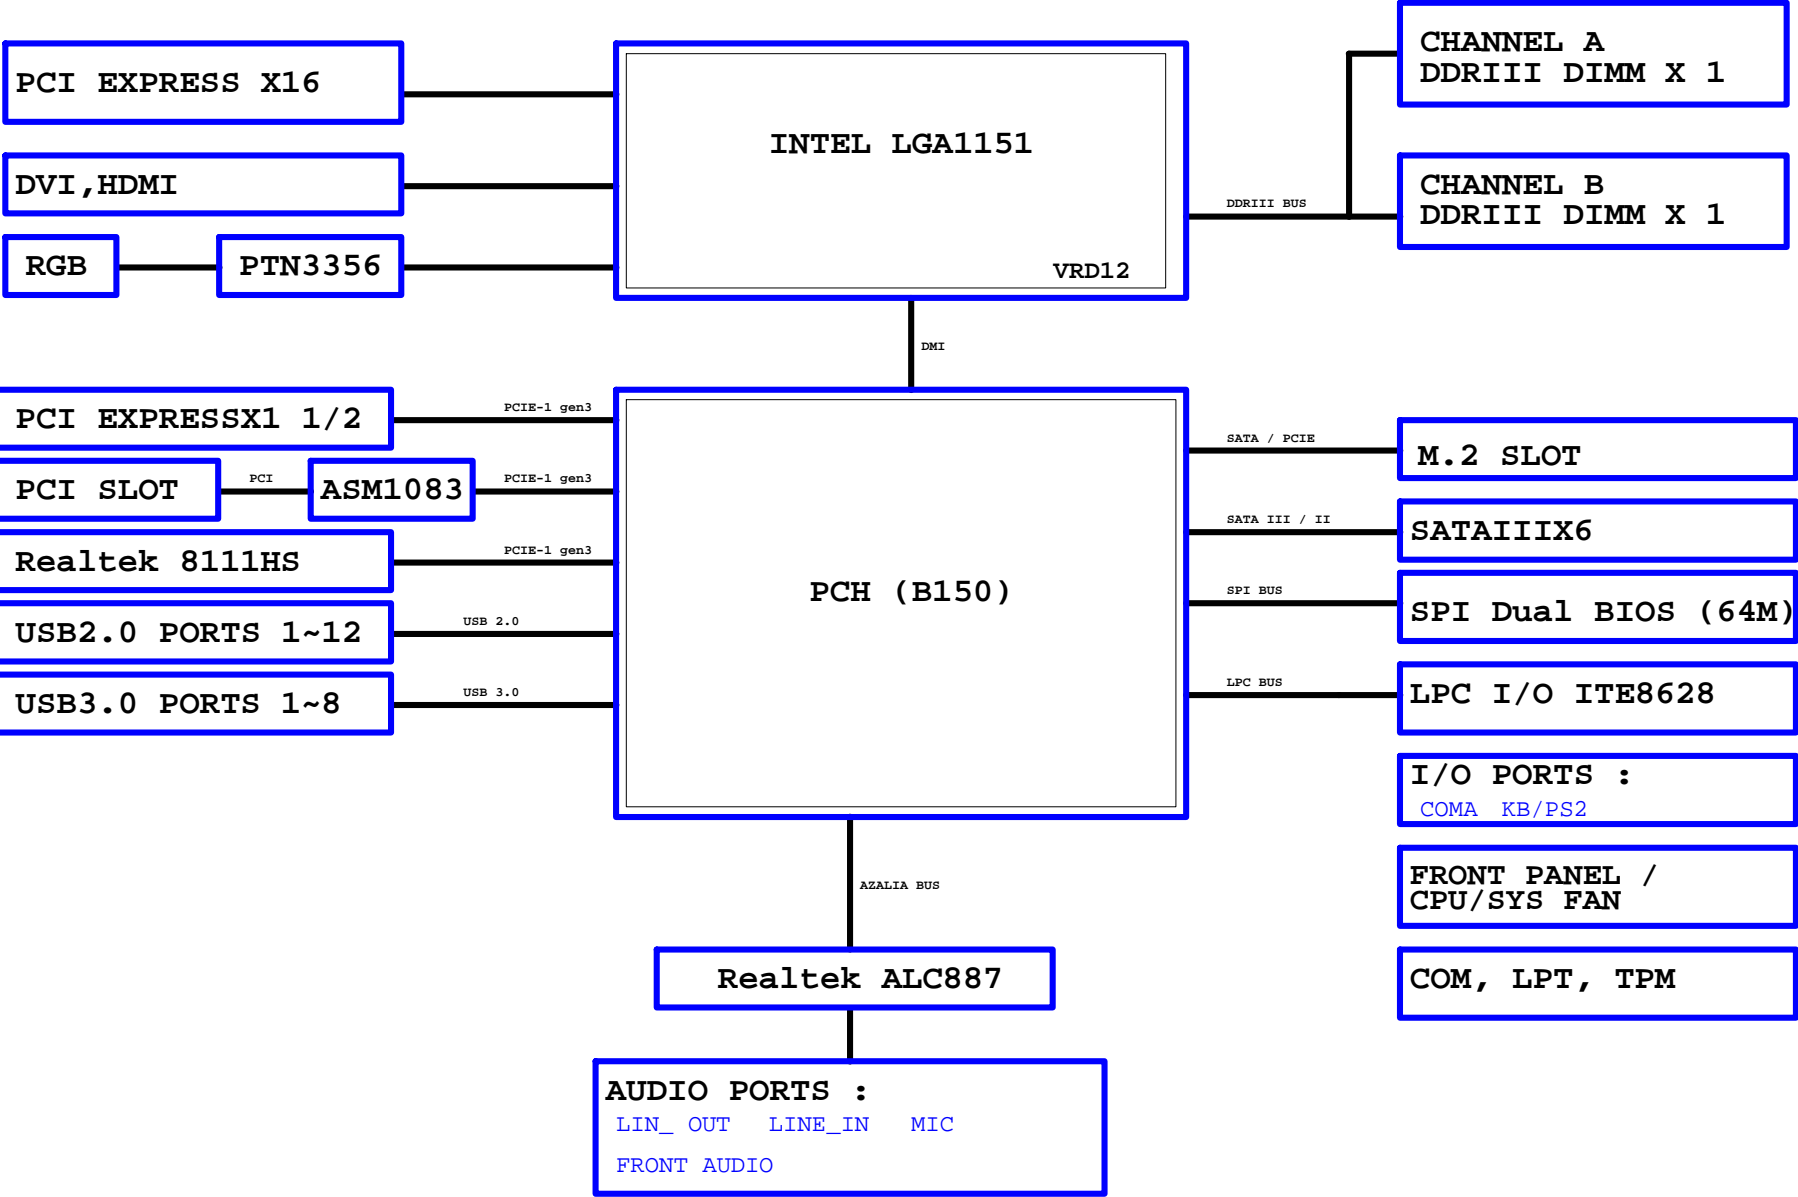 PCI EXPRESS X16
DVI,HDMI
RGB
PTN3356
INTEL LGA1151
VRD12
DDRIII BUS
CHANNEL A
DDRIII DIMM X 1
CHANNEL B
DDRIII DIMM X 1
DMI
PCI EXPRESSX1 1/2
PCIE-1 gen3
PCI SLOT
PCI
ASM1083
PCIE-1 gen3
Realtek 8111HS
PCIE-1 gen3
USB2.0 PORTS 1~12
USB 2.0
USB3.0 PORTS 1~8
USB 3.0
PCH (B150)
SATA / PCIE
M.2 SLOT
SATA III / II
SATAIIIX6
SPI BUS
SPI Dual BIOS (64M)
LPC BUS
LPC I/O ITE8628
I/O PORTS :
COMA KB/PS2
FRONT PANEL /
CPU/SYS FAN
COM, LPT, TPM
AZALIA BUS
Realtek ALC887
AUDIO PORTS :
LIN_ OUT LINE_IN MIC
FRONT AUDIO